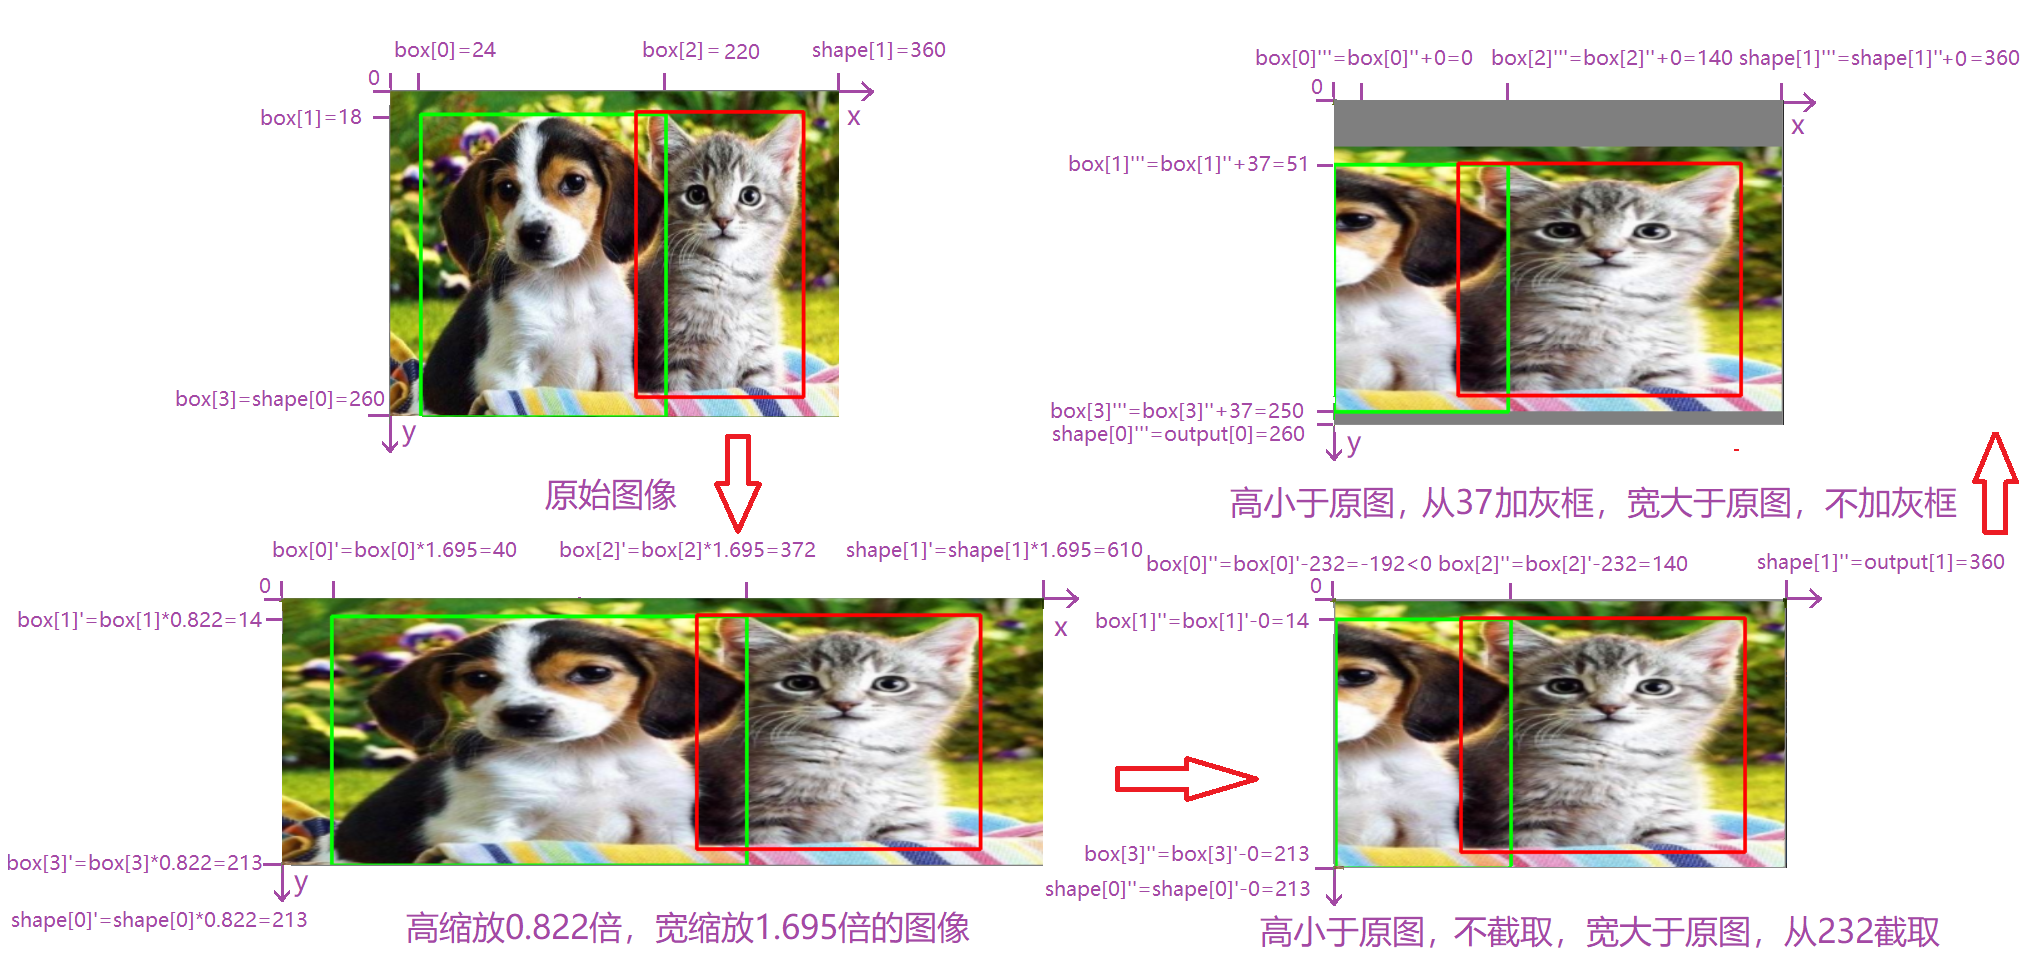 box[0]=24
box[2]=220
shape[1]=360
0
x
box[1]=18
box[3]=shape[0]=260
y
原始图像
box[0]'=box[0]*1.695=40
box[2]'=box[2]*1.695=372
shape[1]'=shape[1]*1.695=610
0
x
box[1]'=box[1]*0.822=14
box[3]'=box[3]*0.822=213
y
shape[0]'=shape[0]*0.822=213
高缩放0.822倍，宽缩放1.695倍的图像
box[0]''=box[0]'-232=-192<0
box[2]''=box[2]'-232=140
shape[1]''=output[1]=360
0
box[1]''=box[1]'-0=14
box[3]''=box[3]'-0=213
shape[0]''=shape[0]'-0=213
高小于原图，不截取，宽大于原图，从232截取
box[0]'''=box[0]''+0=0
box[2]'''=box[2]''+0=140
shape[1]'''=shape[1]''+0=360
0
x
box[1]'''=box[1]''+37=51
box[3]'''=box[3]''+37=250
shape[0]'''=output[0]=260
y
高小于原图，从37加灰框，宽大于原图，不加灰框